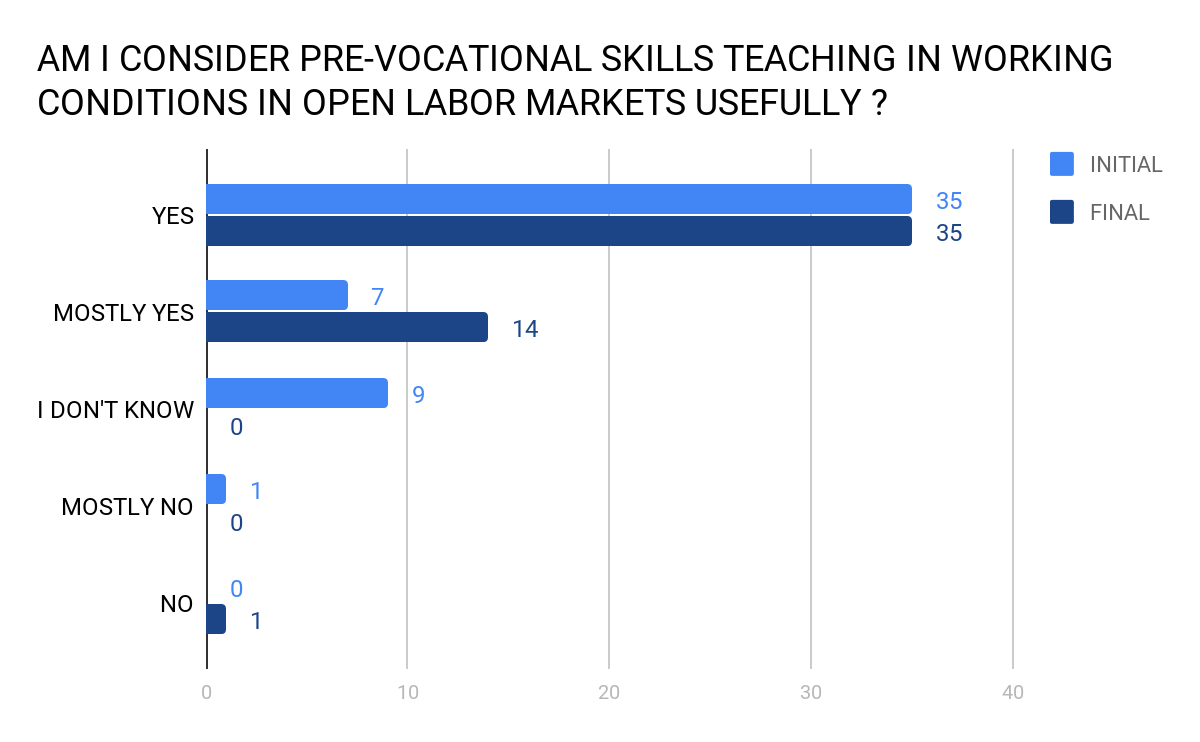 AM I CONSIDER PRE-VOCATIONAL SKILLS TEACHING IN WORKING
CONDITIONS IN OPEN LABOR MARKETS USEFULLY ?
INITIAL
FINAL
YES
35
35
MOSTLY YES
7
14
I DON'T KNOW
9
0
MOSTLY NO
1
0
NO
0
1
0
10
20
30
40